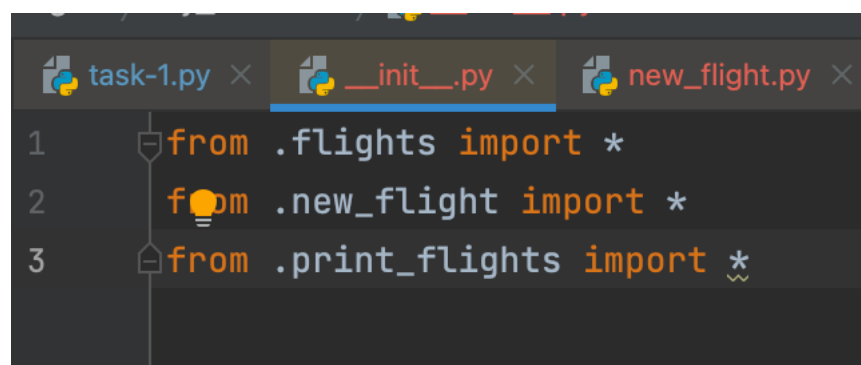 task-1.py
__init__.py
new_flight.py
1 from .flights import *
2 from .new_flight import *
3 from .print_flights import *